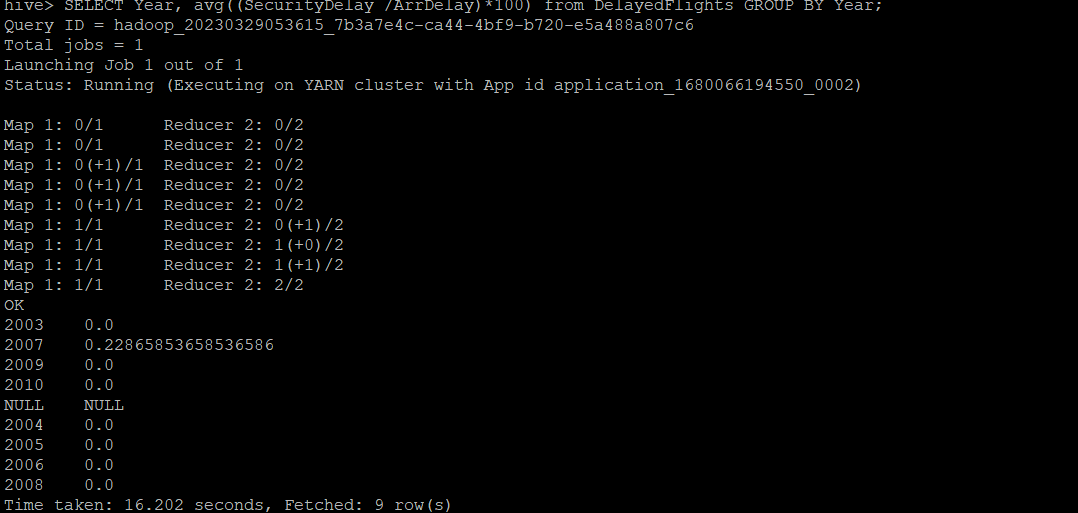 hive> SELECT Year, avg((SecurityDelay /ArrDelay)*100) from DelayedFlights GROUP BY Year;
Query ID = hadoop_20230329053615_7b3a7e4c-ca44-4bf9-b720-e5a488a807c6
Total jobs = 1
Launching Job 1 out of 1
Status: Running (Executing on YARN cluster with App id application_1680066194550_0002)
Map 1: 0/1 Reducer 2: 0/2
Map 1: 0/1 Reducer 2: 0/2
Map 1: 0(+1)/1 Reducer 2: 0/2
Map 1: 0(+1)/1 Reducer 2: 0/2
Map 1: 0(+1)/1 Reducer 2: 0/2
Map 1: 1/1 Reducer 2: 0(+1)/2
Map 1: 1/1 Reducer 2: 1(+0)/2
Map 1: 1/1 Reducer 2: 1(+1)/2
Map 1: 1/1 Reducer 2: 2/2
OK
2003 0.0
2007 0.22865853658536586
2009 0.0
2010 0.0
NULL NULL
2004 0.0
2005 0.0
2006 0.0
2008 0.0
Time taken: 16.202 seconds, Fetched: 9 row(s)